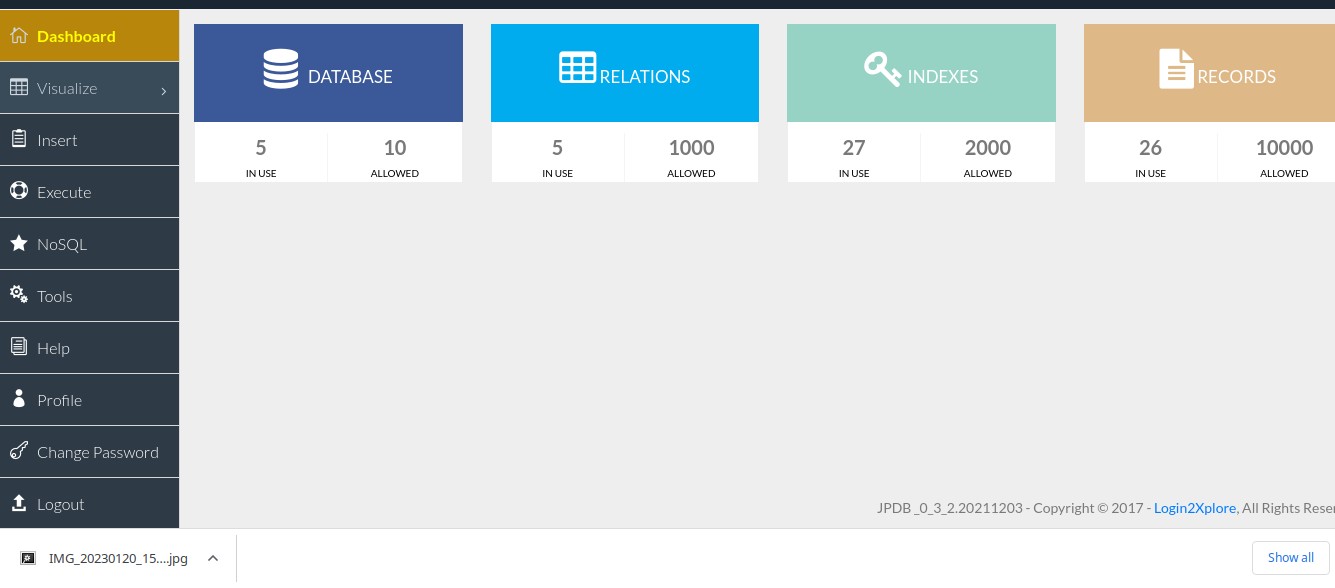 Dashboard
Visualize
Insert
Execute
NoSQL
Tools
Help
Profile
Change Password
Logout
DATABASE
5 10
IN USE ALLOWED
RELATIONS
5 1000
IN USE ALLOWED
INDEXES
27 2000
IN USE ALLOWED
RECORDS
26 10000
IN USE ALLOWED
JPDB _0_3_2.20211203 - Copyright © 2017 - Login2Xplore, All Rights Reser
IMG_20230120_15....jpg
Show all